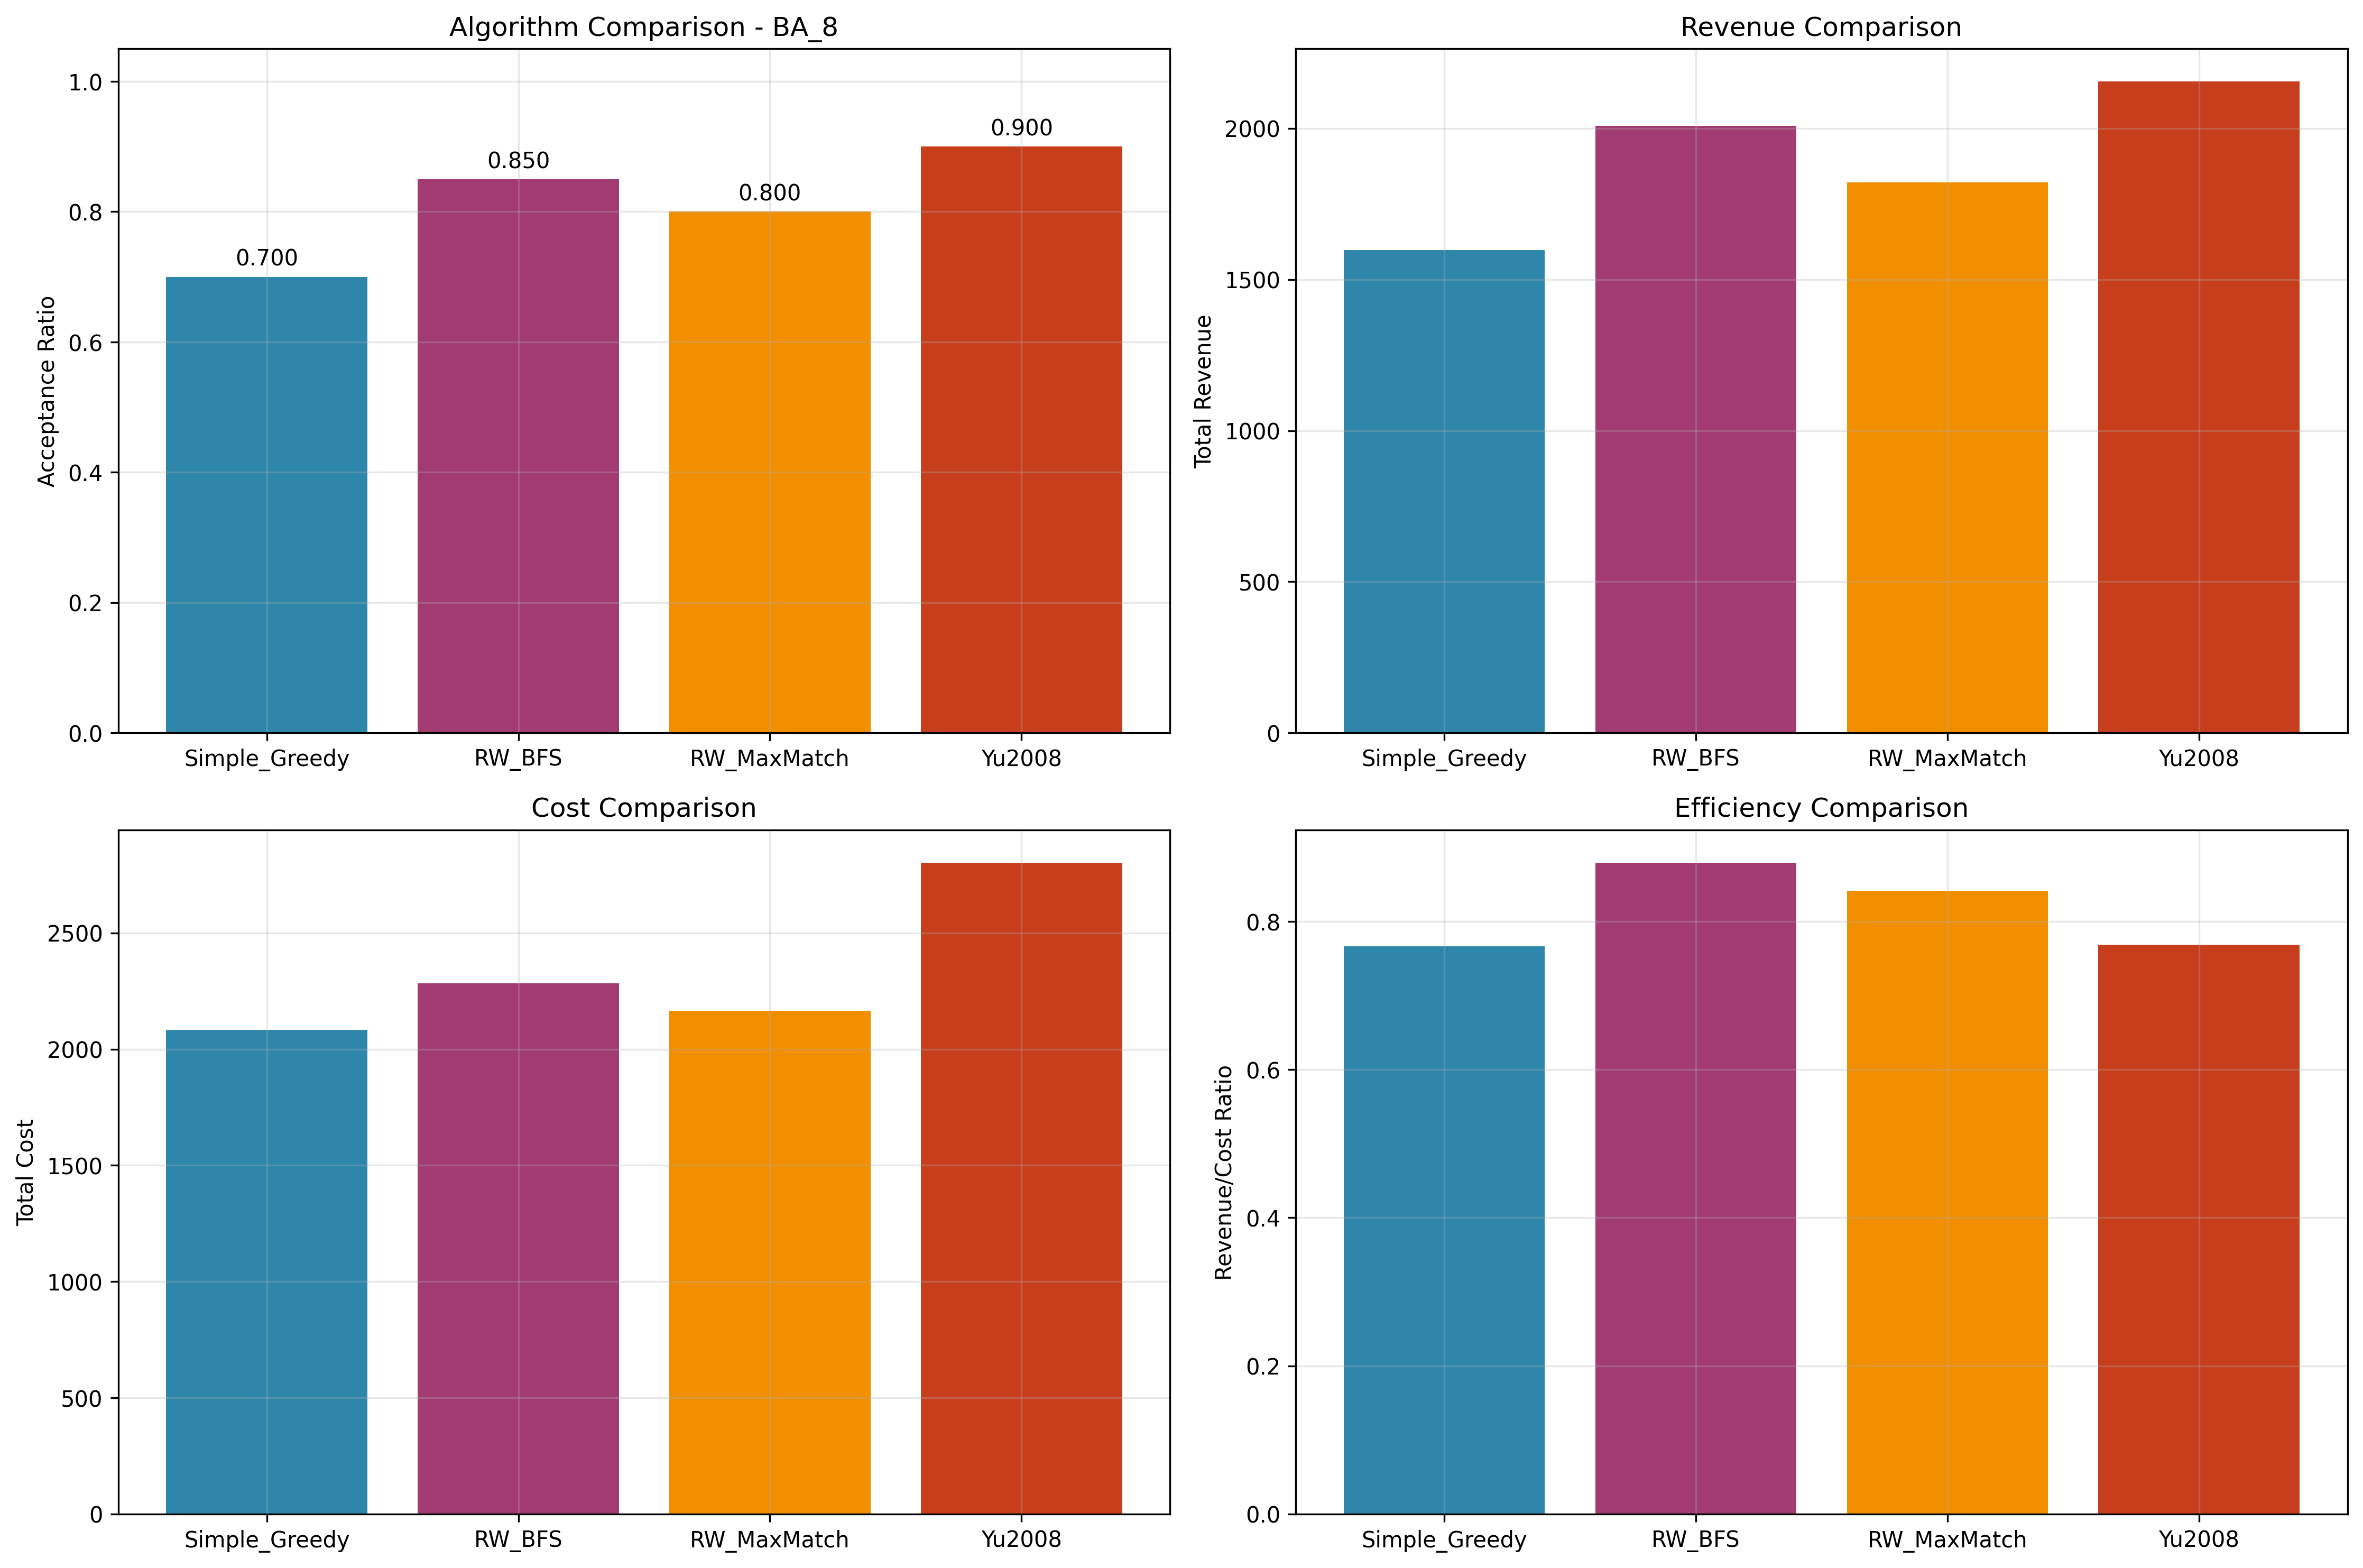 Algorithm Comparison - BA_8
Acceptance Ratio
1.0
0.8
0.6
0.4
0.2
0.0
0.700
0.850
0.800
0.900
Simple_Greedy
RW_BFS
RW_MaxMatch
Yu2008
Revenue Comparison
Total Revenue
2000
1500
1000
500
0
Simple_Greedy
RW_BFS
RW_MaxMatch
Yu2008
Cost Comparison
Total Cost
2500
2000
1500
1000
500
0
Simple_Greedy
RW_BFS
RW_MaxMatch
Yu2008
Efficiency Comparison
Revenue/Cost Ratio
0.8
0.6
0.4
0.2
0.0
Simple_Greedy
RW_BFS
RW_MaxMatch
Yu2008